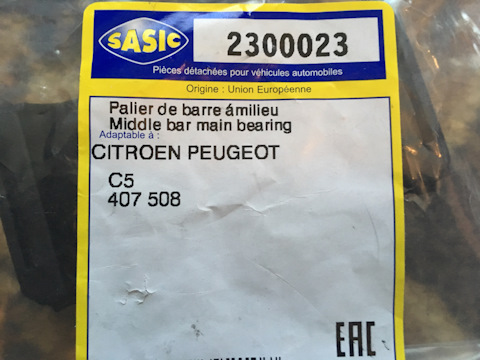 SASIC
2300023
Pièces détachées pour véhicules automobiles
Origine : Union Européenne
Palier de barre ámilieu
Middle bar main bearing
Adaptable à :
CITROEN PEUGEOT
C5
407 508
EAC